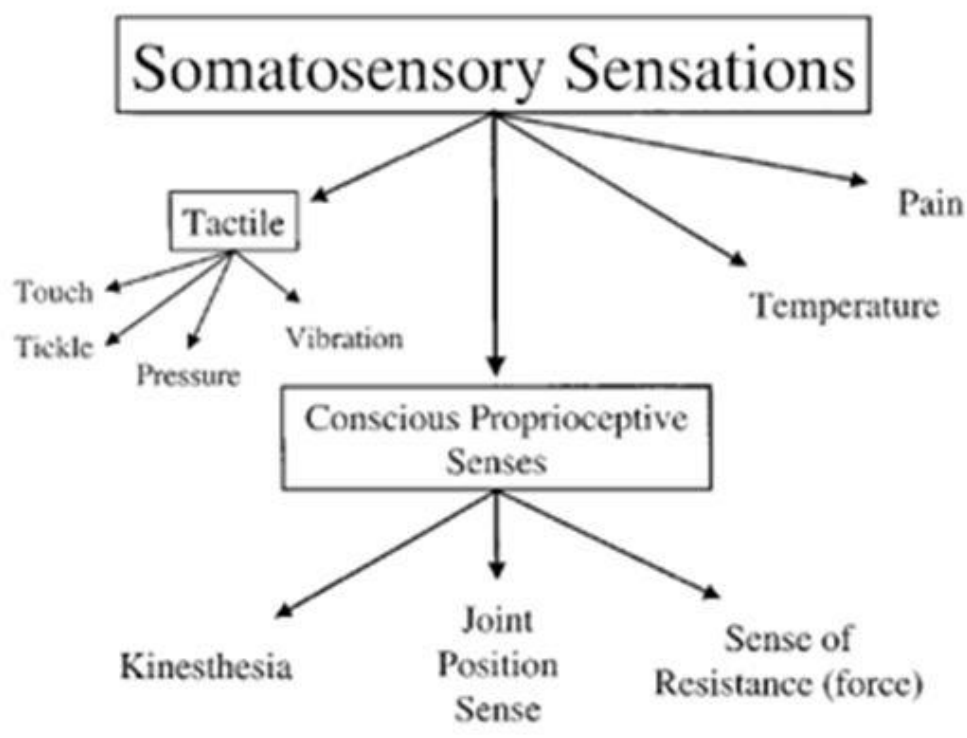 Somatosensory Sensations
Tactile
Pain
Touch
Temperature
Tickle
Vibration
Pressure
Conscious Proprioceptive
Senses
Kinesthesia
Joint
Position
Sense
Sense of
Resistance (force)